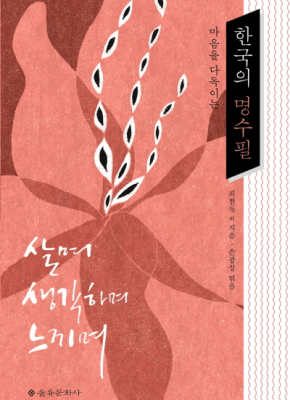 한국의 명수필
마음을 다독이는
피천득 외 지음 · 손광성 엮음
살며
생각하며
느끼며
을유문화사